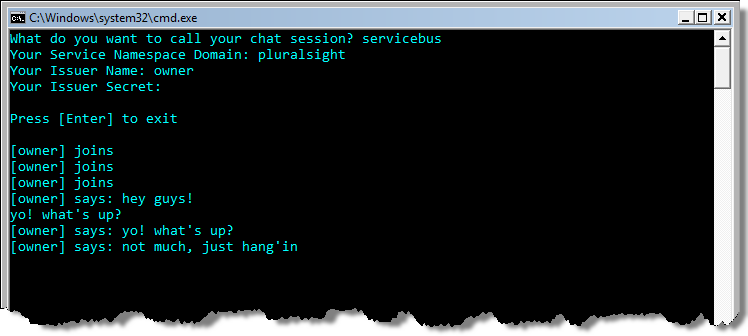 C:\Windows\system32\cmd.exe
What do you want to call your chat session? servicebus
Your Service Namespace Domain: pluralsight
Your Issuer Name: owner
Your Issuer Secret:
Press [Enter] to exit
[owner] joins
[owner] joins
[owner] joins
[owner] says: hey guys!
yo! what's up?
[owner] says: yo! what's up?
[owner] says: not much, just hang'in